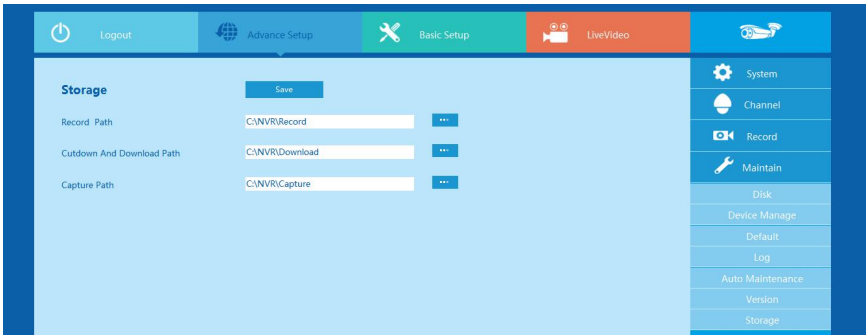 Logout
Advance Setup
Basic Setup
LiveVideo
Storage
Save
Record Path
C:\NVR\Record
...
Cutdown And Download Path
C:\NVR\Download
...
Capture Path
C:\NVR\Capture
...
System
Channel
Record
Maintain
Disk
Device Manage
Default
Log
Auto Maintenance
Version
Storage